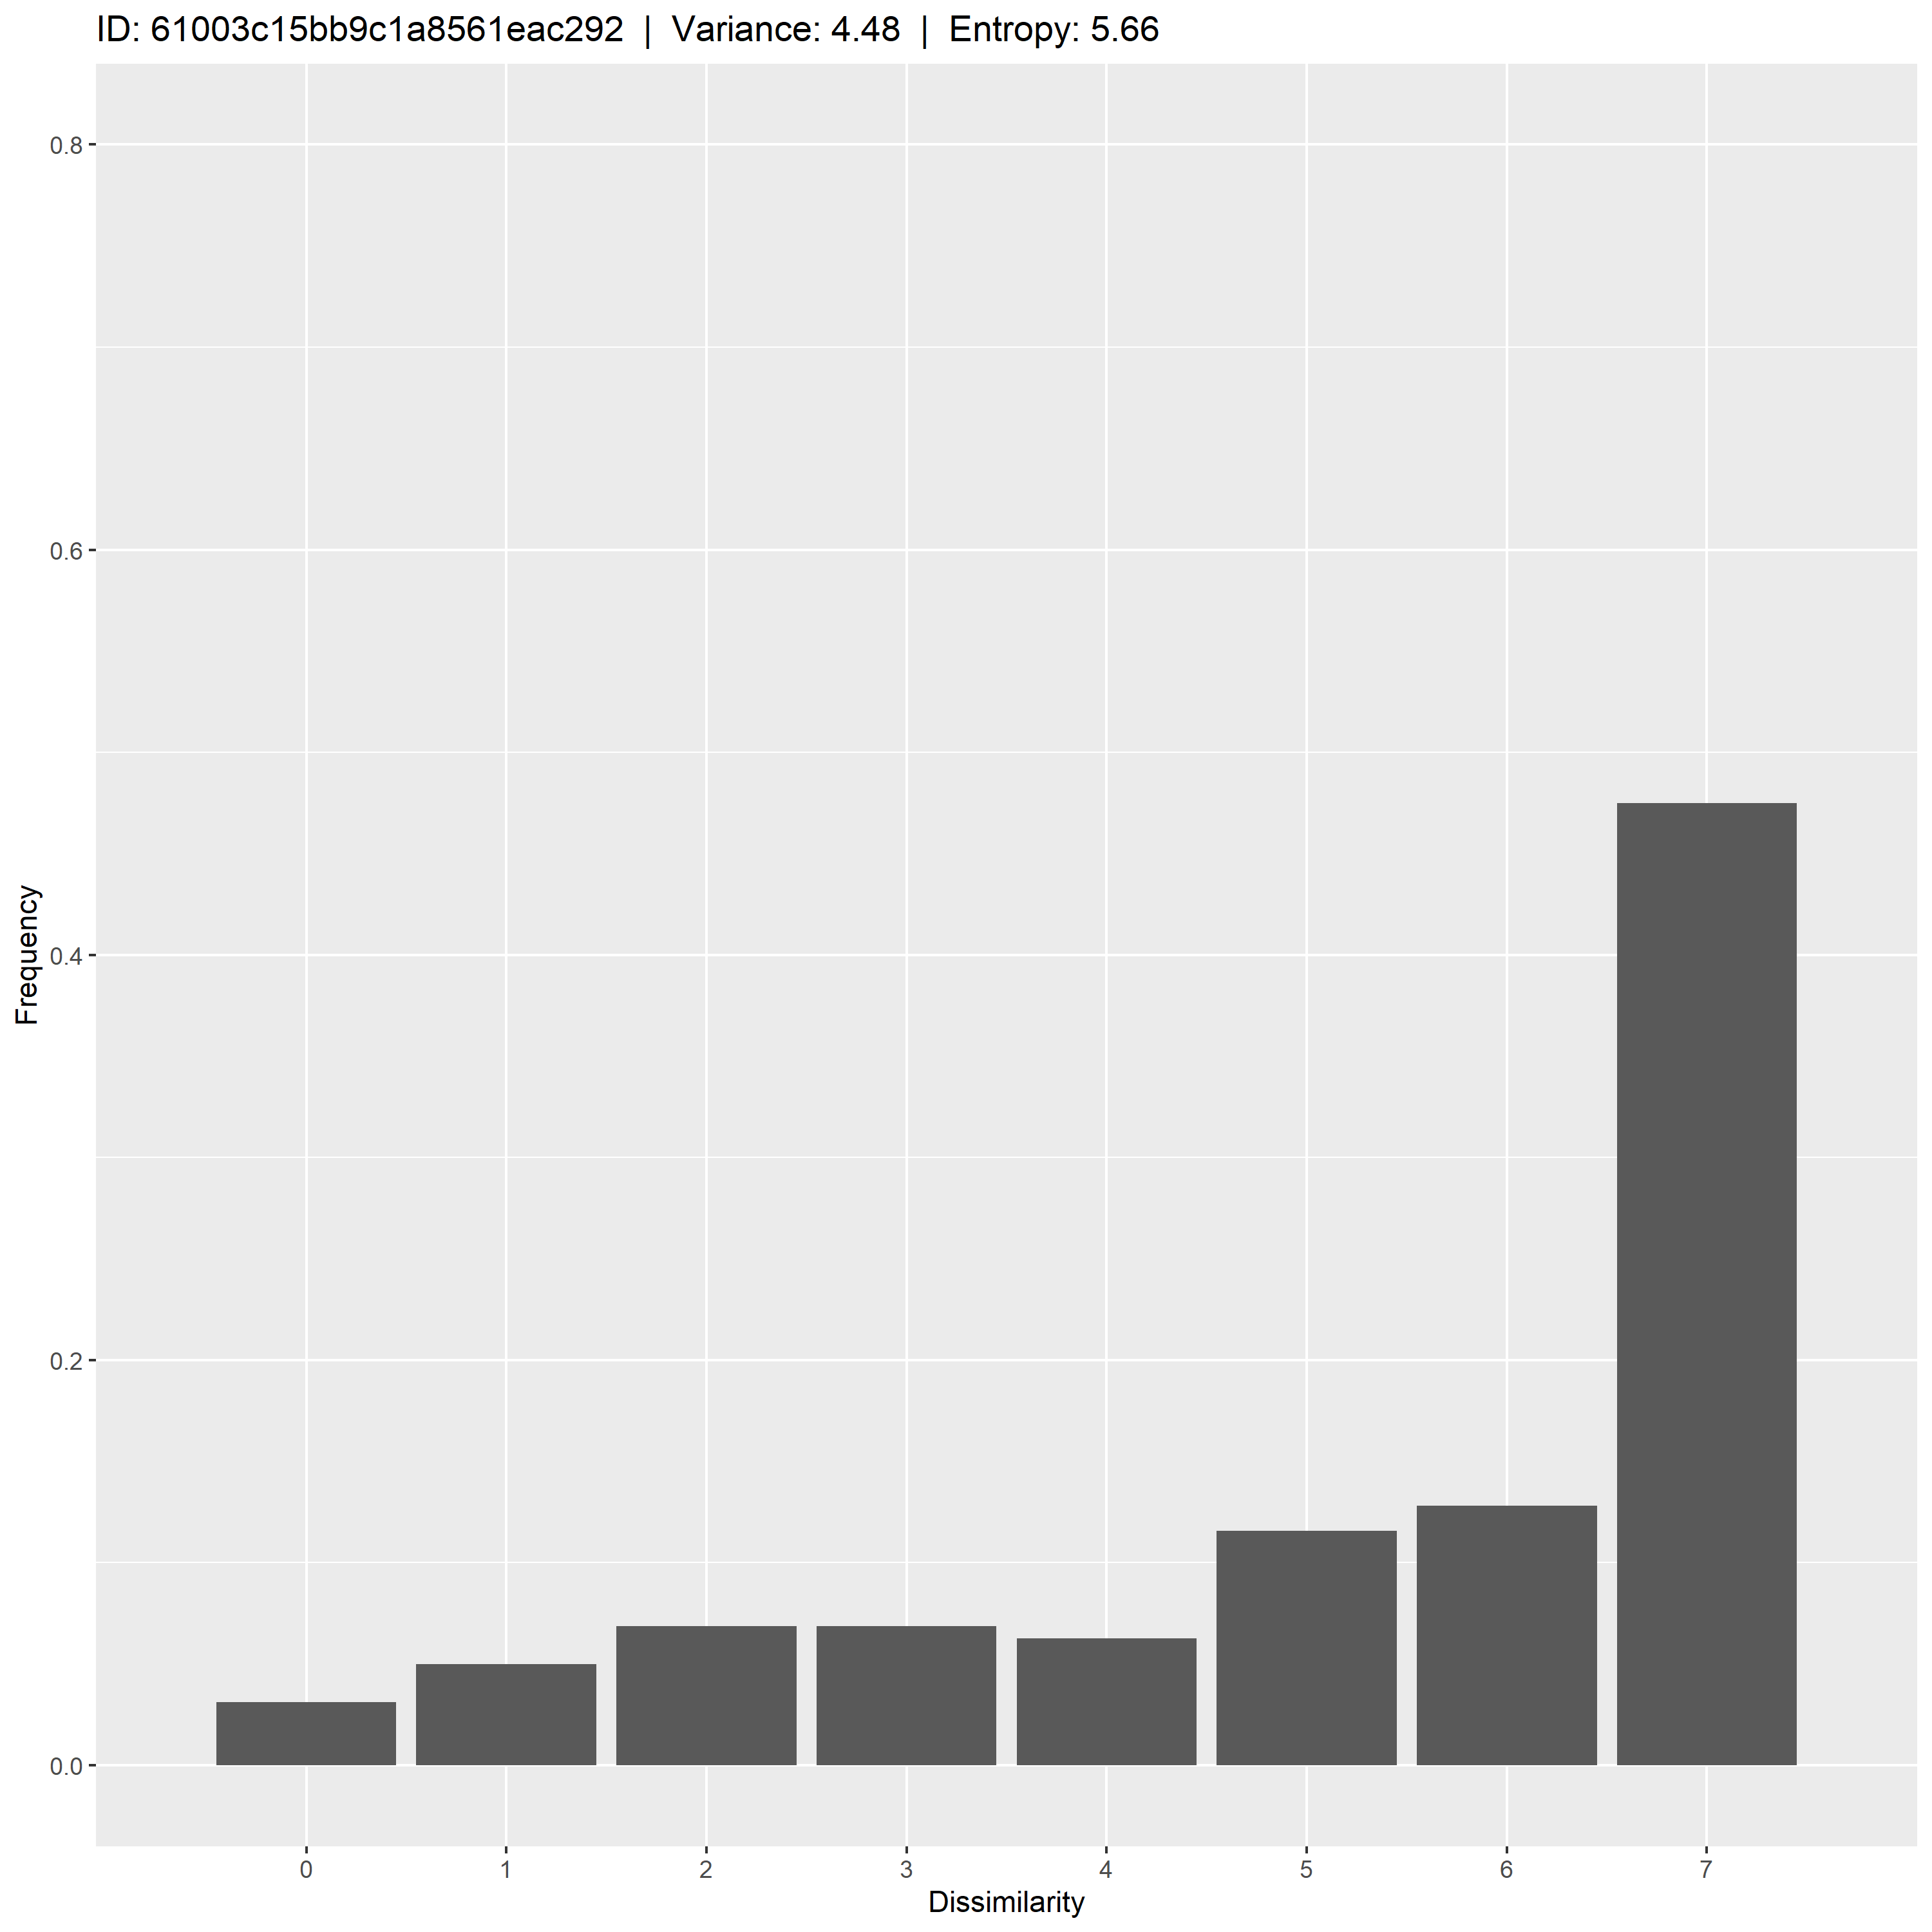 ID: 61003c15bb9c1a8561eac292 | Variance: 4.48 | Entropy: 5.66
0.8
0.6
0.4
0.2
0.0
Frequency
0 1 2 3 4 5 6 7
Dissimilarity